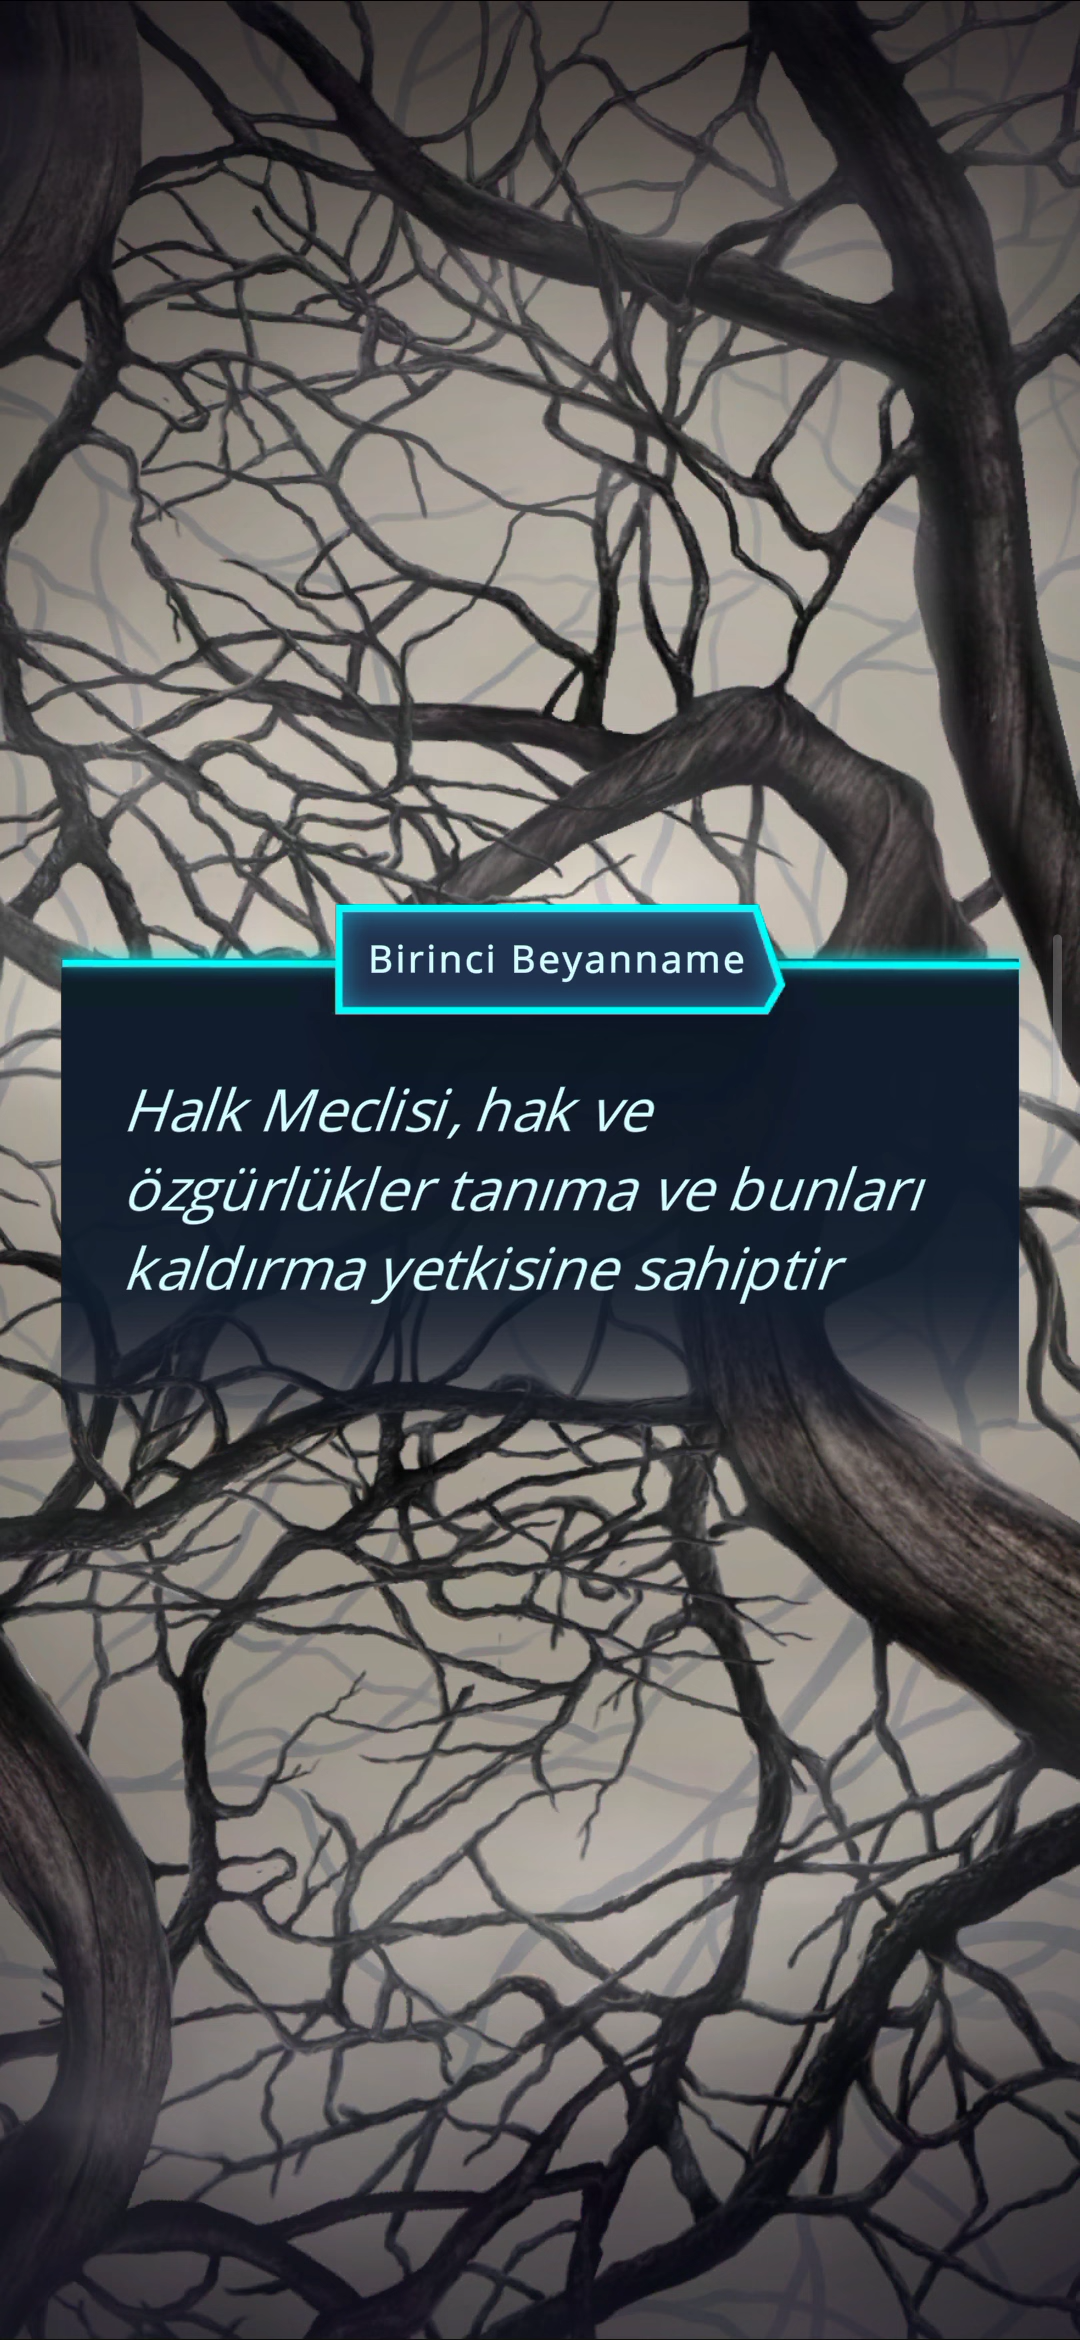 Birinci Beyanname
Halk Meclisi, hak ve
özgürlükler tanıma ve bunları
kaldırma yetkisine sahiptir